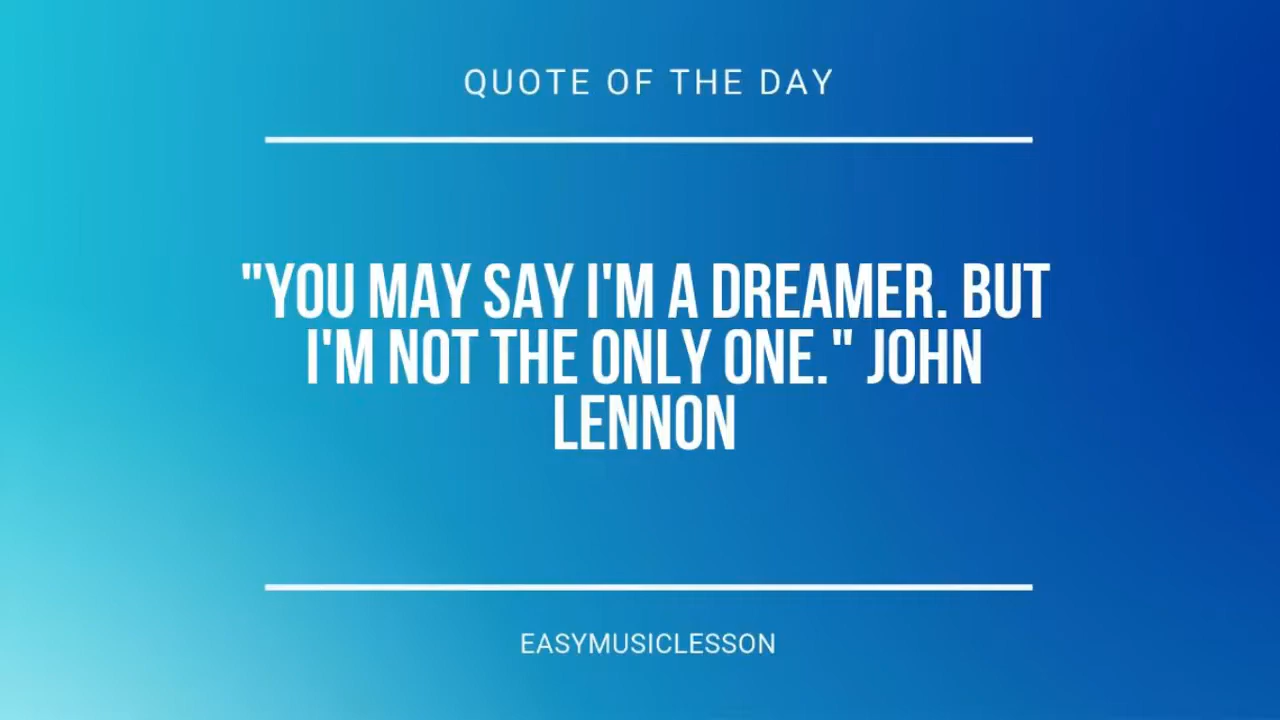 QUOTE OF THE DAY
"YOU MAY SAY I'M A DREAMER. BUT
I'M NOT THE ONLY ONE." JOHN
LENNON
EASYMUSICLESSON